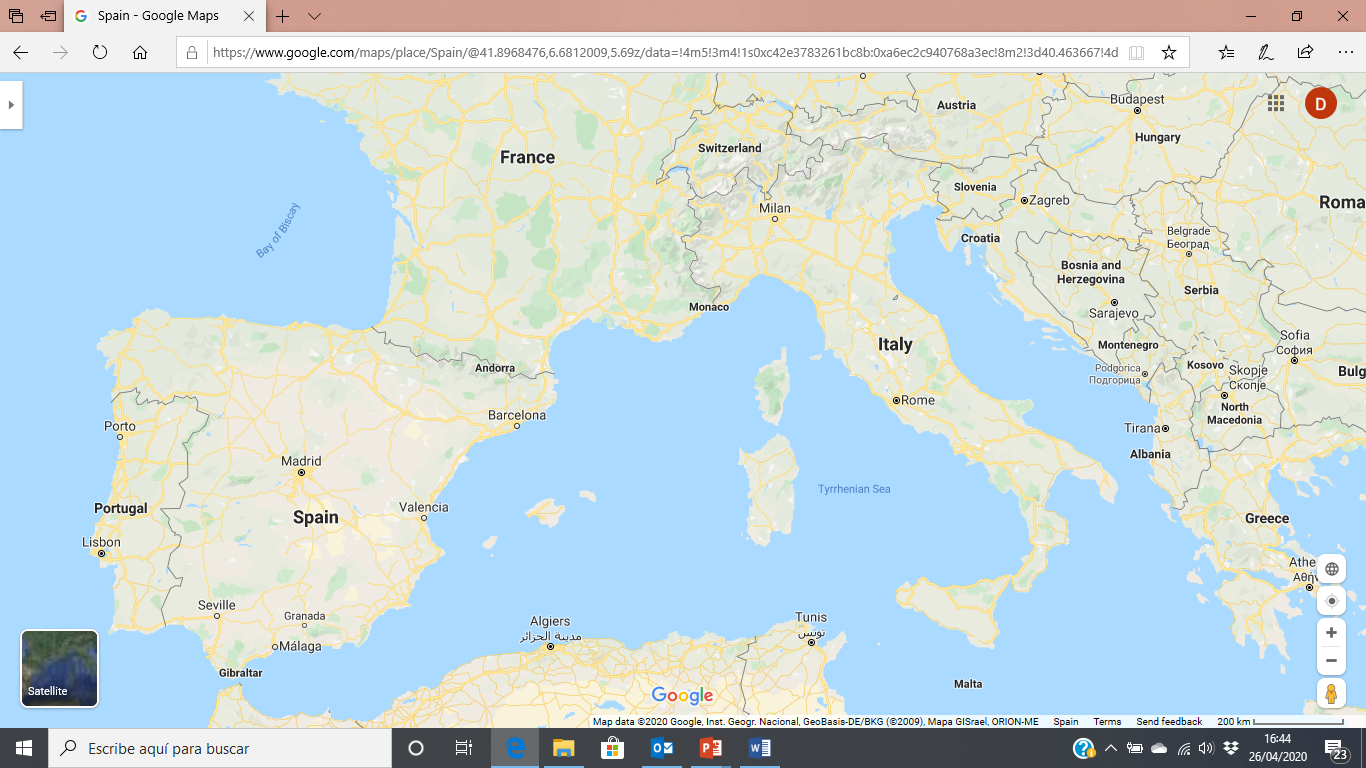 Spain - Google Maps
https://www.google.com/maps/place/Spain/@41.8968476,6.6812009,5.69z/data=!4m5!3m4!1s0xc42e3783261bc8b:0xa6ec2c940768a3ec!8m2!3d40.463667!4d
D
Austria
Budapest
Hungary
Switzerland
France
Slovenia
Zagreb
Roma
Milan
Bay of Biscay
Croatia
Belgrade
Београд
Bosnia and
Herzegovina
Serbia
Monaco
Sarajevo
Italy
Montenegro
Sofia
София
Andorra
Podgorica
Подгорица
Kosovo
Skopje
Скопје
Bulg
Rome
North
Macedonia
Barcelona
Porto
Tirana
Albania
Madrid
Tyrrhenian Sea
Portugal
Valencia
Spain
Greece
Lisbon
Athe
Αθήν
Seville
Granada
Algiers
مدينة الجزائر
Tunis
تونس
Málaga
Gibraltar
Malta
Satellite
Google
Map data ©2020 Google, Inst. Geogr. Nacional, GeoBasis-DE/BKG (©2009), Mapa GISrael, ORION-ME Spain Terms Send feedback 200 km
Escribe aquí para buscar
16:44
26/04/2020
23